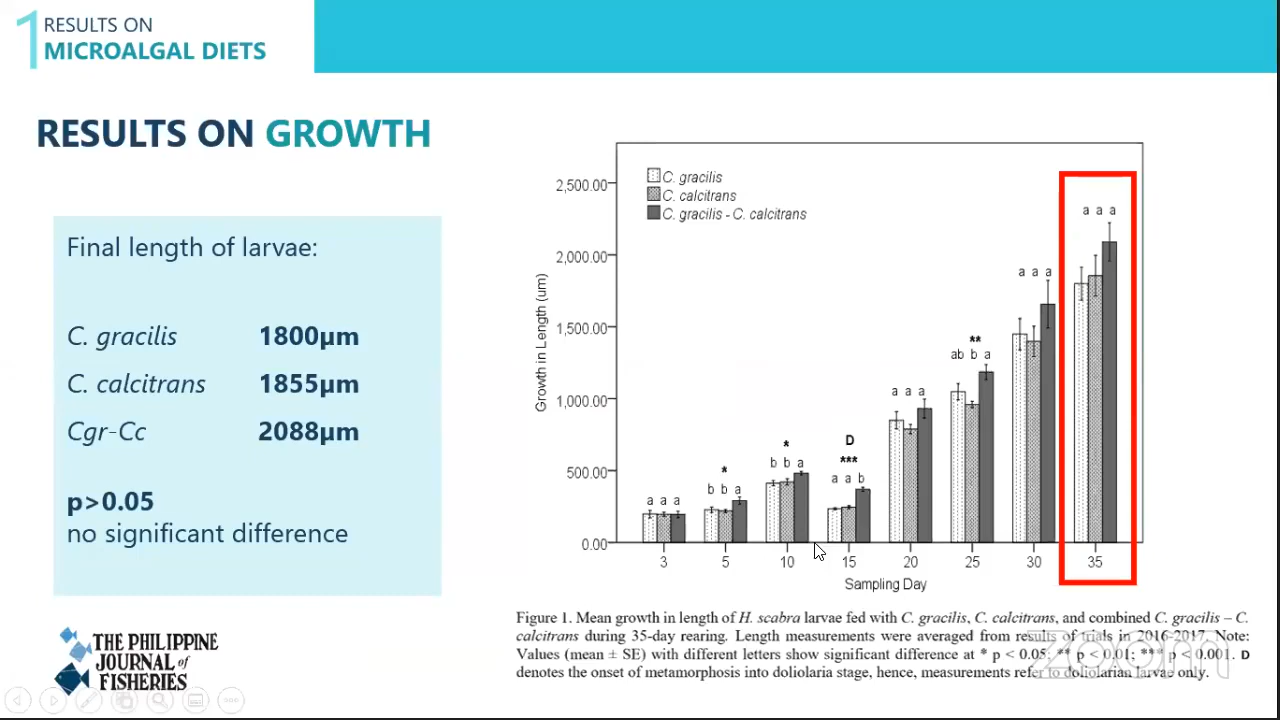 1 RESULTS ON
MICROALGAL DIETS
RESULTS ON GROWTH
Final length of larvae:
C. gracilis 1800µm
C. calcitrans 1855µm
Cgr-Cc 2088µm
p>0.05
no significant difference
THE PHILIPPINE
JOURNAL of
FISHERIES
C. gracilis
C. calcitrans
C. gracilis - C. calcitrans
Growth in Length (um)
2,500.00
2,000.00
1,500.00
1,000.00
500.00
0.00
a a a
*
b b a
*
b b a
D
***
a a b
a a a
**
ab b a
a a a
a a a
3 5 10 15 20 25 30 35
Sampling Day
Figure 1. Mean growth in length of H. scabra larvae fed with C. gracilis, C. calcitrans, and combined C. gracilis – C.
calcitrans during 35-day rearing. Length measurements were averaged from results of trials in 2016-2017. Note:
Values (mean ± SE) with different letters show significant difference at * p < 0.05; ** p < 0.01; *** p < 0.001. D
denotes the onset of metamorphosis into doliolaria stage, hence, measurements refer to doliolarian larvae only.
zoom